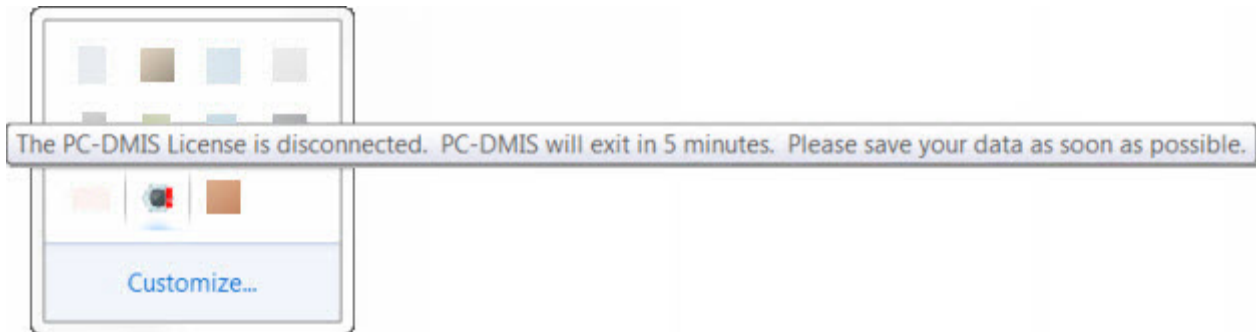 The PC-DMIS License is disconnected.  PC-DMIS will exit in 5 minutes.  Please save your data as soon as possible.
Customize...